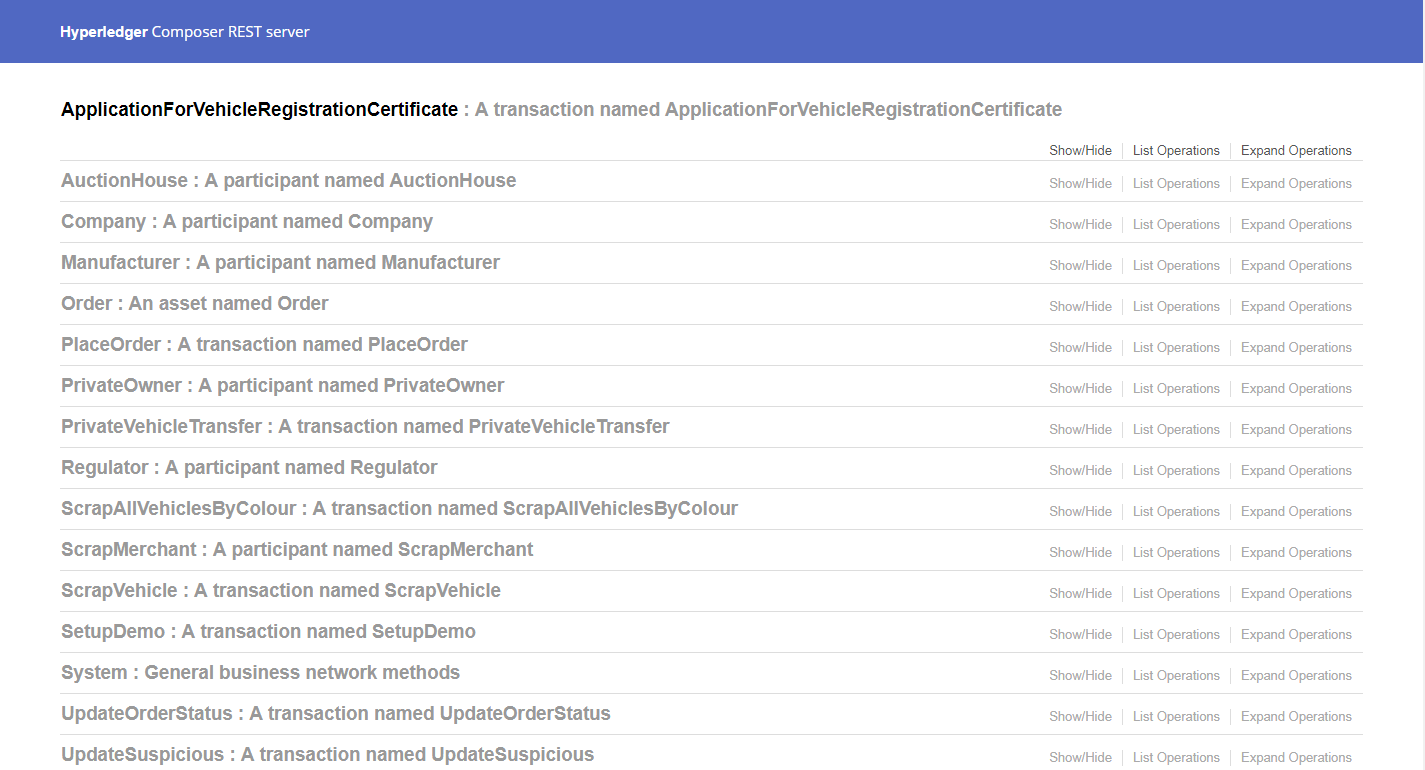 Hyperledger Composer REST server
ApplicationForVehicleRegistrationCertificate : A transaction named ApplicationForVehicleRegistrationCertificate
Show/Hide List Operations Expand Operations
AuctionHouse : A participant named AuctionHouse Show/Hide List Operations Expand Operations
Company : A participant named Company Show/Hide List Operations Expand Operations
Manufacturer : A participant named Manufacturer Show/Hide List Operations Expand Operations
Order : An asset named Order Show/Hide List Operations Expand Operations
PlaceOrder : A transaction named PlaceOrder Show/Hide List Operations Expand Operations
PrivateOwner : A participant named PrivateOwner Show/Hide List Operations Expand Operations
PrivateVehicleTransfer : A transaction named PrivateVehicleTransfer Show/Hide List Operations Expand Operations
Regulator : A participant named Regulator Show/Hide List Operations Expand Operations
ScrapAllVehiclesByColour : A transaction named ScrapAllVehiclesByColour Show/Hide List Operations Expand Operations
ScrapMerchant : A participant named ScrapMerchant Show/Hide List Operations Expand Operations
ScrapVehicle : A transaction named ScrapVehicle Show/Hide List Operations Expand Operations
SetupDemo : A transaction named SetupDemo Show/Hide List Operations Expand Operations
System : General business network methods Show/Hide List Operations Expand Operations
UpdateOrderStatus : A transaction named UpdateOrderStatus Show/Hide List Operations Expand Operations
UpdateSuspicious : A transaction named UpdateSuspicious Show/Hide List Operations Expand Operations